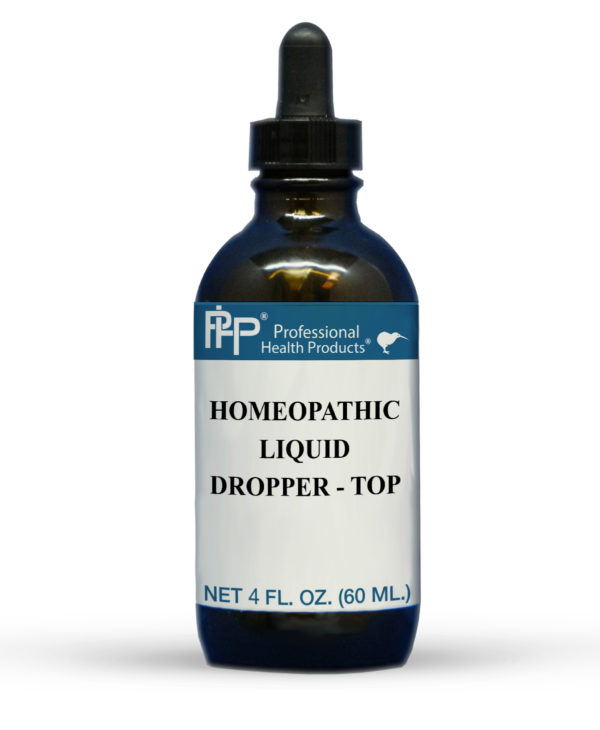 PHP® Professional
Health Products®
HOMEOPATHIC
LIQUID
DROPPER - TOP
NET 4 FL. OZ. (60 ML.)